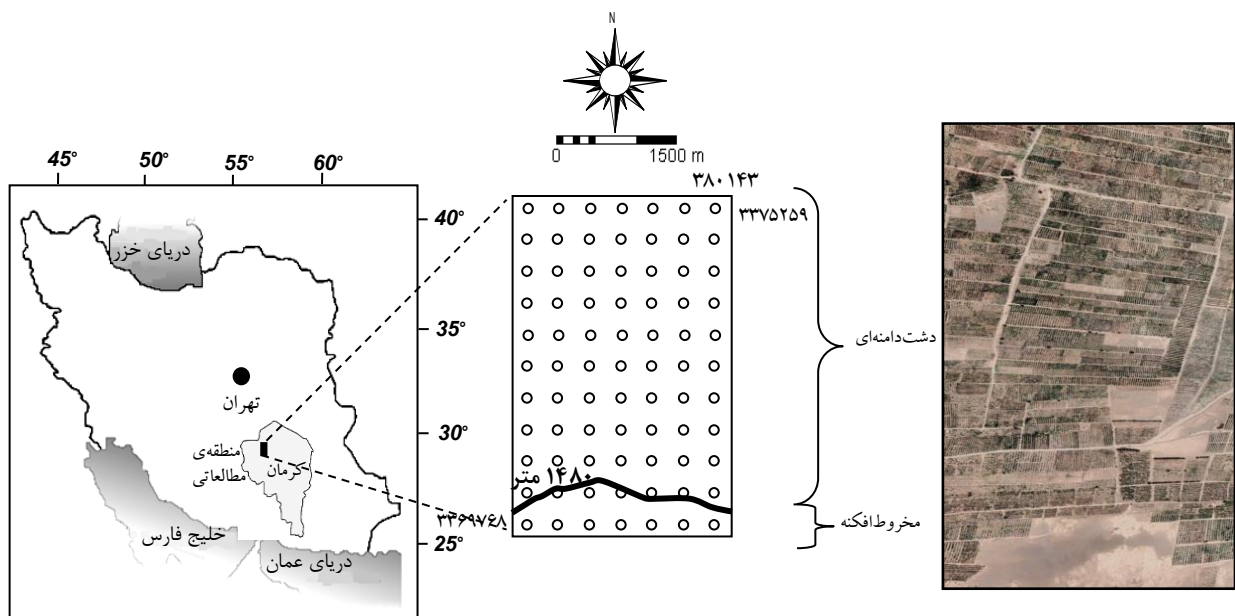 N
0 1500 m
۳۸۰۱۴۳
۳۳۷۵۲۵۹
45° 50° 55° 60°
40°
35°
30°
25°
دریای خزر
تهران
منطقه‌ی
مطالعاتی
کرمان
خلیج فارس
دریای عمان
۱۴۸۰ متر
۳۳۶۹۷۶۸
دشت‌دامنه‌ای
مخروط‌افکنه